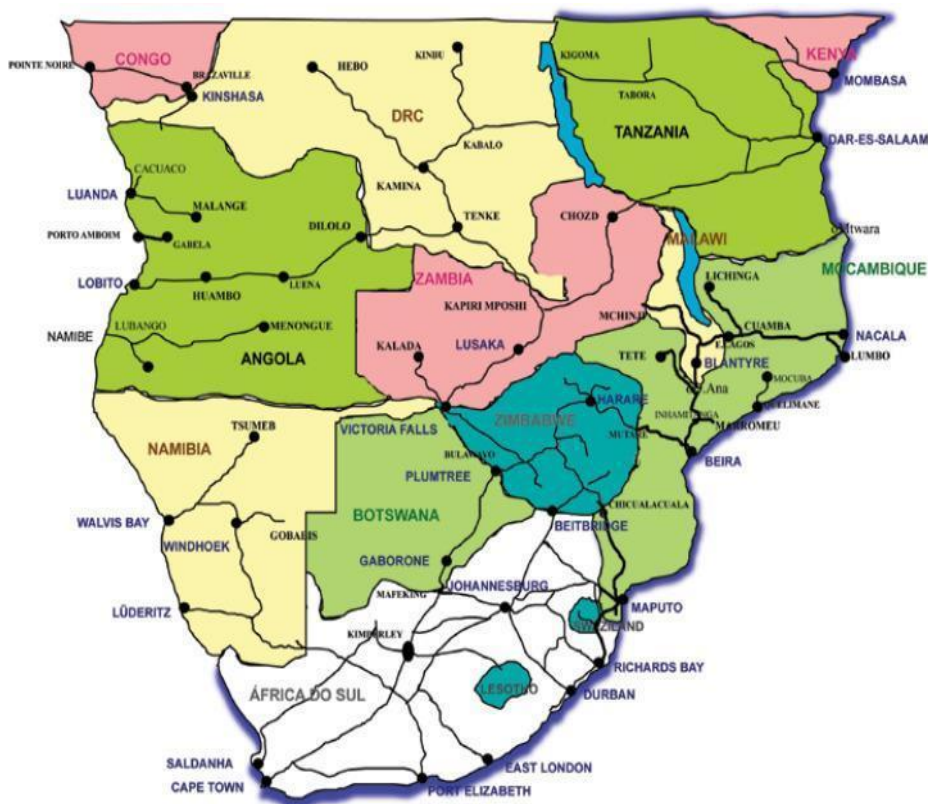 CONGO
POINTE NOIRE
BRAZAVILLE
KINSHASA
HEBO
KINBU
KIGOMA
KENYA
MOMBASA
TABORA
DRC
TANZANIA
DAR-ES-SALAAM
CACUACO
LUANDA
MALANGE
KABALO
KAMINA
PORTO AMBOIM
GABELA
DILOLO
TENKE
CHOZD
MALAWI
Mtwara
LOBITO
HUAMBO
LUENA
ZAMBIA
LICHINGA
MOCAMBIQUE
KAPIRI MPOSHI
MCHINJI
NAMIBE
LUBANGO
MENONGUE
CUAMBA
NACALA
E.LAGOS
ANGOLA
KALADA
LUSAKA
TETE
BLANTYRE
LUMBO
MOCUBA
HARARE
QUELIMANE
TSUMEB
VICTORIA FALLS
ZIMBABWE
INHAMITANGA
MARROMEU
MUTARE
NAMIBIA
BULAWAYO
BEIRA
PLUMTREE
CHICUALACUALA
WALVIS BAY
BOTSWANA
BEITBRIDGE
WINDHOEK
GOBABIS
GABORONE
JOHANNESBURG
MAFEKING
LÜDERITZ
MAPUTO
SWAZILAND
KIMBERLEY
RICHARDS BAY
ÁFRICA DO SUL
LESOTHO
DURBAN
SALDANHA
EAST LONDON
CAPE TOWN
PORT ELIZABETH